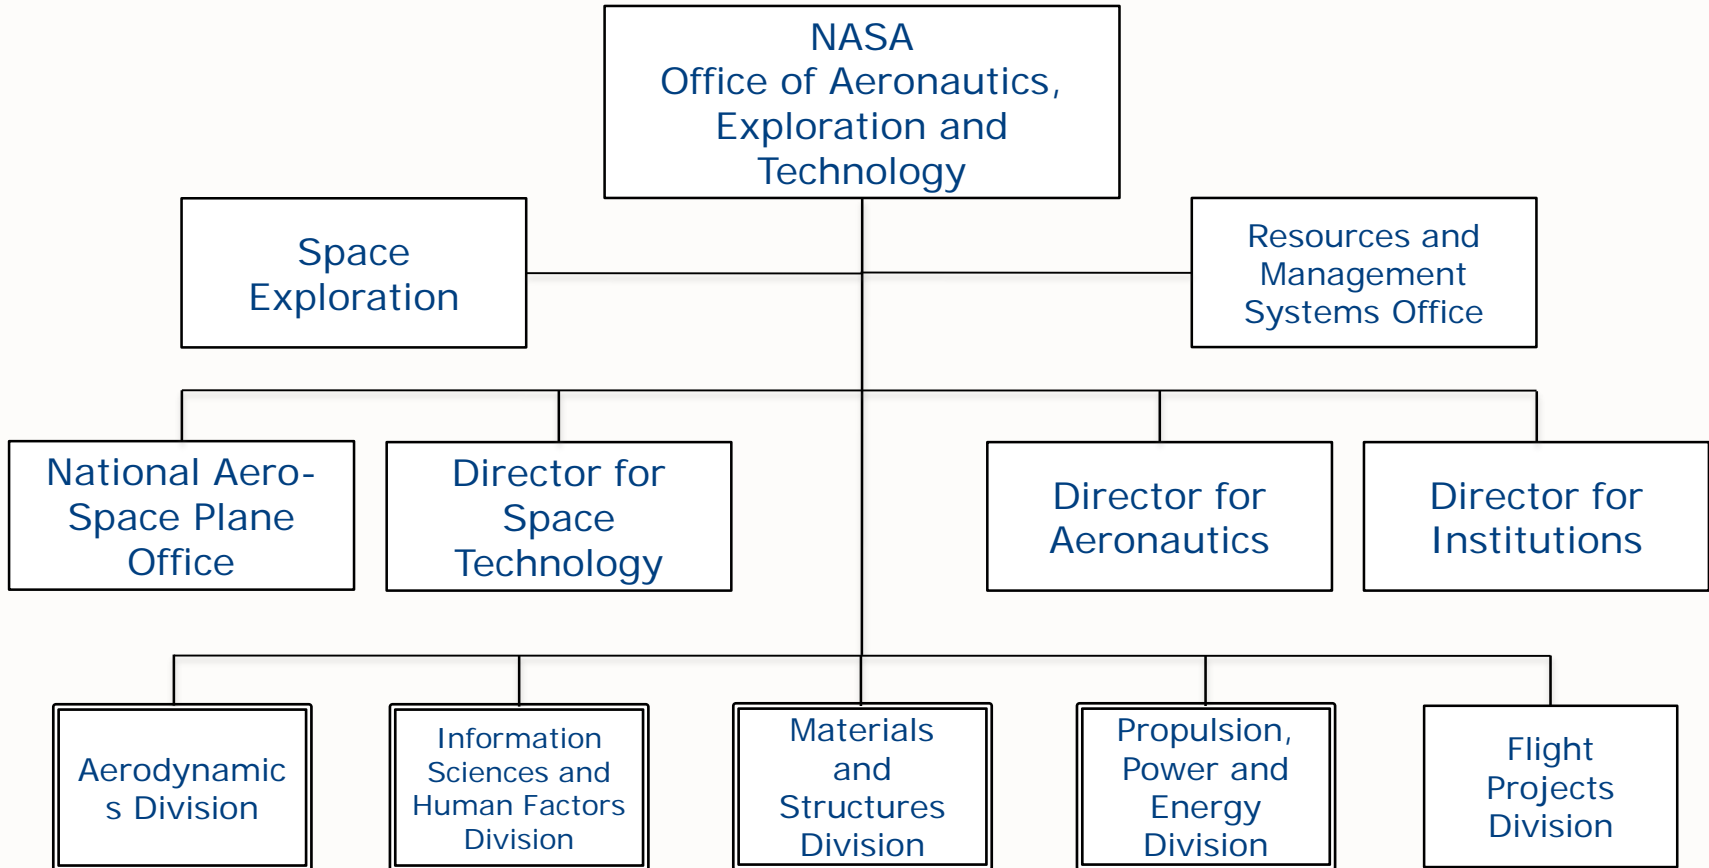 NASA
Office of Aeronautics,
Exploration and
Technology
Space
Exploration
Resources and
Management
Systems Office
National Aero-
Space Plane
Office
Director for
Space
Technology
Director for
Aeronautics
Director for
Institutions
Aerodynamic
s Division
Information
Sciences and
Human Factors
Division
Materials
and
Structures
Division
Propulsion,
Power and
Energy
Division
Flight
Projects
Division